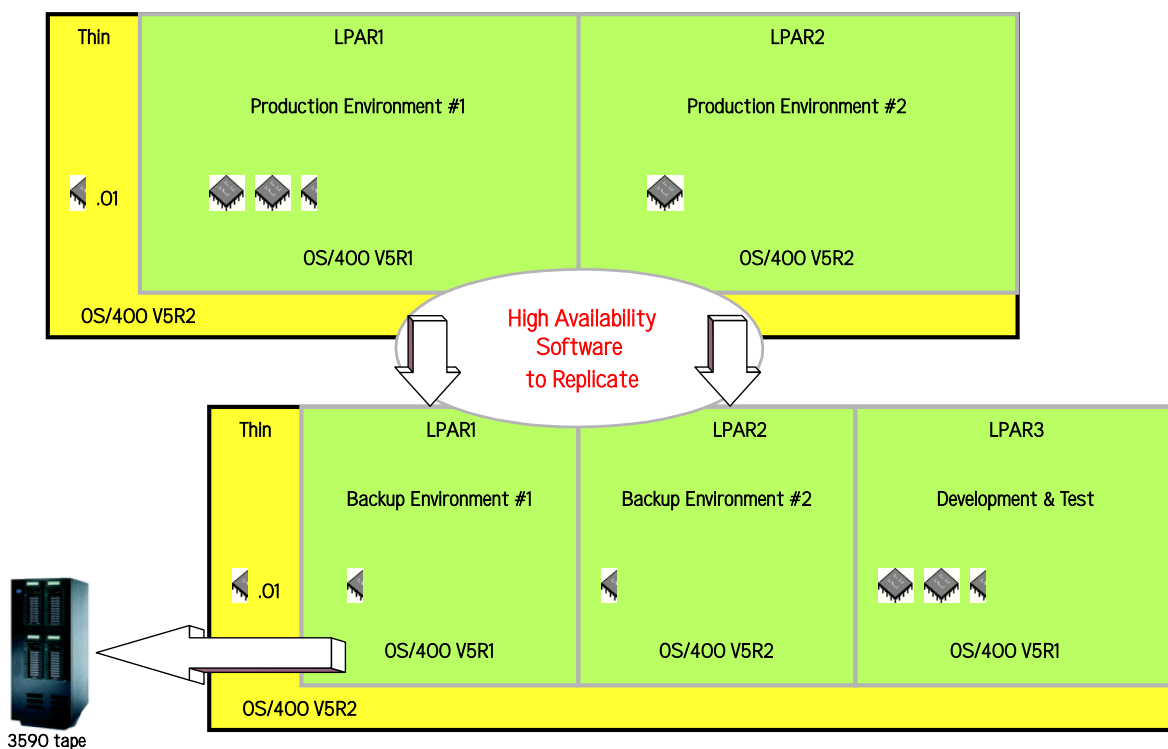 Thin
LPAR1
LPAR2
Production Environment #1
Production Environment #2
.01
OS/400 V5R1
OS/400 V5R2
OS/400 V5R2
High Availability
Software
to Replicate
Thin
LPAR1
LPAR2
LPAR3
Backup Environment #1
Backup Environment #2
Development & Test
.01
OS/400 V5R1
OS/400 V5R2
OS/400 V5R1
OS/400 V5R2
3590 tape